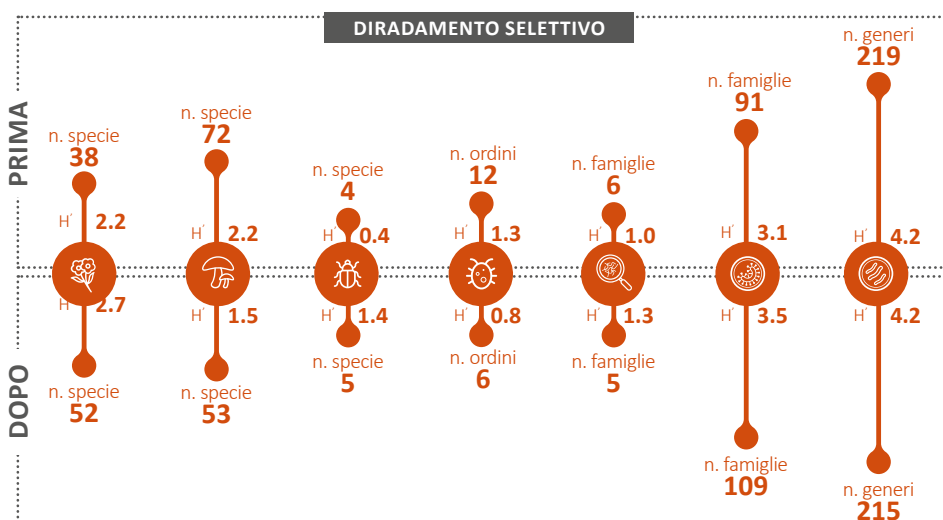 DIRADAMENTO SELETTIVO
PRIMA
n. specie
38
H' 2.2
n. specie
72
H' 2.2
n. specie
4
H' 0.4
n. ordini
12
H' 1.3
n. famiglie
6
H' 1.0
n. famiglie
91
H' 3.1
n. generi
219
H' 4.2
DOPO
H' 2.7
n. specie
52
H' 1.5
n. specie
53
H' 1.4
n. specie
5
H' 0.8
n. ordini
6
H' 1.3
n. famiglie
5
H' 3.5
n. famiglie
109
H' 4.2
n. generi
215